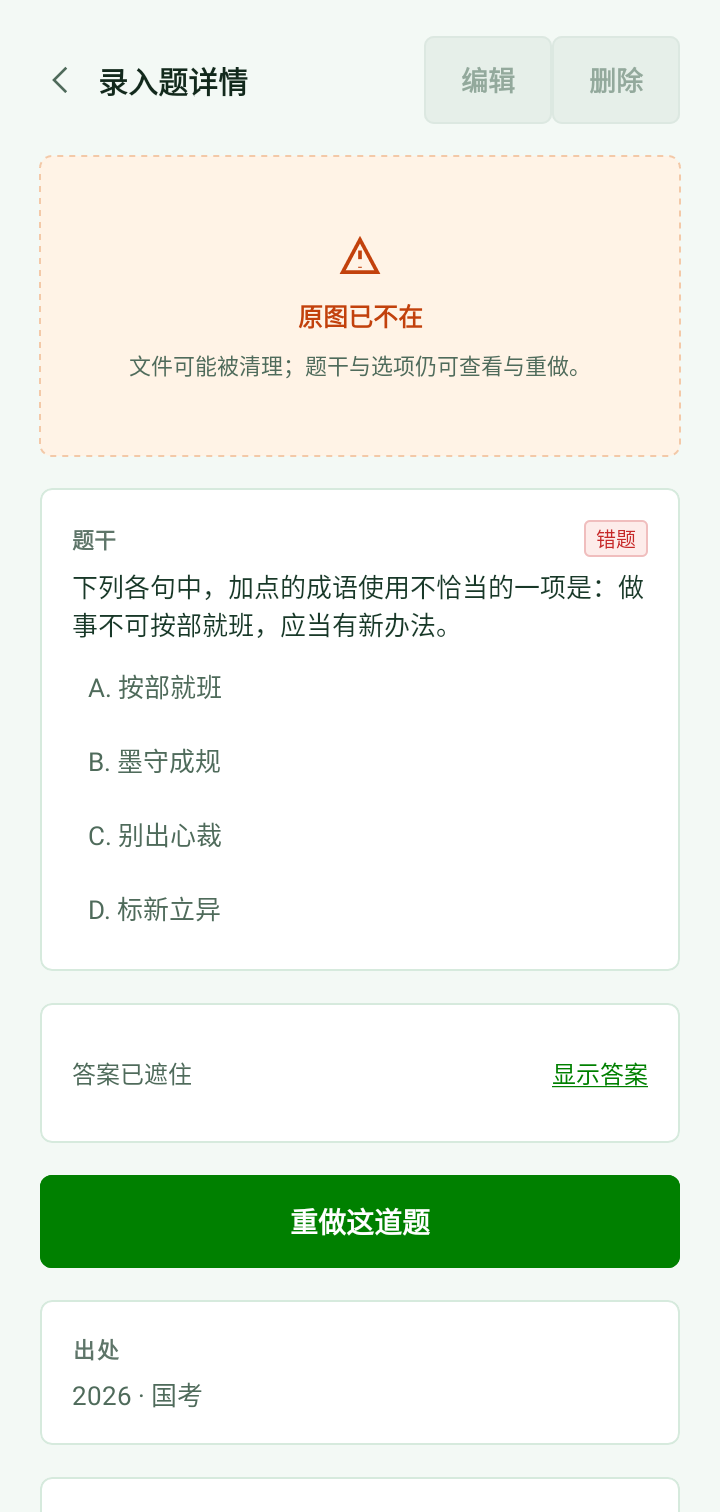 录入题详情
编辑
删除
原图已不在
文件可能被清理；题干与选项仍可查看与重做。
题干
错题
下列各句中，加点的成语使用不恰当的一项是：做
事不可按部就班，应当有新办法。
A. 按部就班
B. 墨守成规
C. 别出心裁
D. 标新立异
答案已遮住
显示答案
重做这道题
出处
2026 · 国考